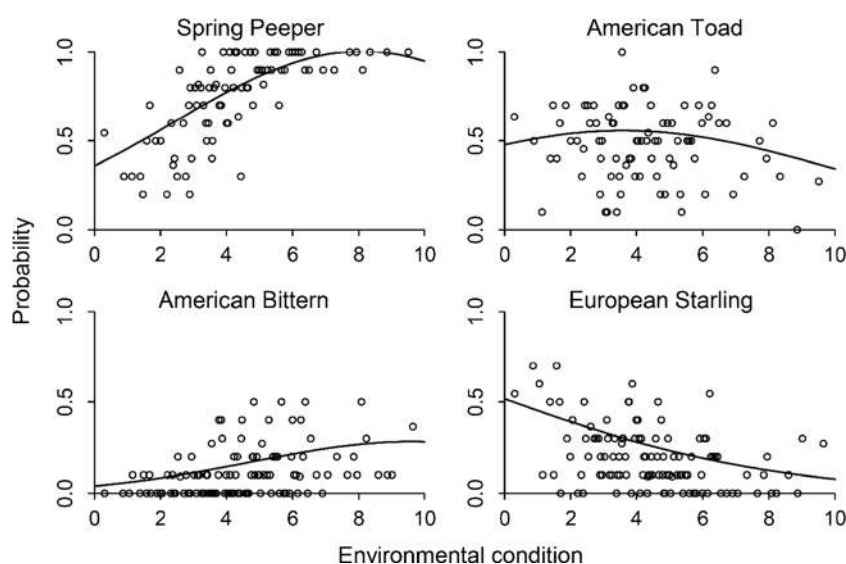 Spring Peeper
American Toad
1.0
0.5
0.0
0 2 4 6 8 10
1.0
0.5
0.0
0 2 4 6 8 10
American Bittern
European Starling
1.0
0.5
0.0
0 2 4 6 8 10
1.0
0.5
0.0
0 2 4 6 8 10
Probability
Environmental condition